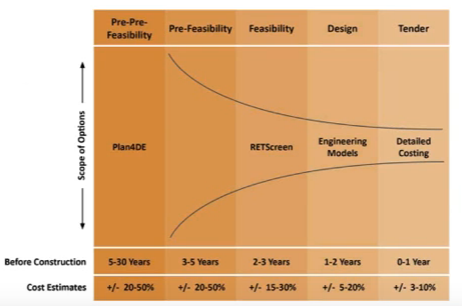 Pre-Pre-
Feasibility
Pre-Feasibility
Feasibility
Design
Tender
Scope of Options
Plan4DE
RETScreen
Engineering
Models
Detailed
Costing
Before Construction
5-30 Years
3-5 Years
2-3 Years
1-2 Years
0-1 Year
Cost Estimates
+/- 20-50%
+/- 20-50%
+/- 15-30%
+/- 5-20%
+/- 3-10%